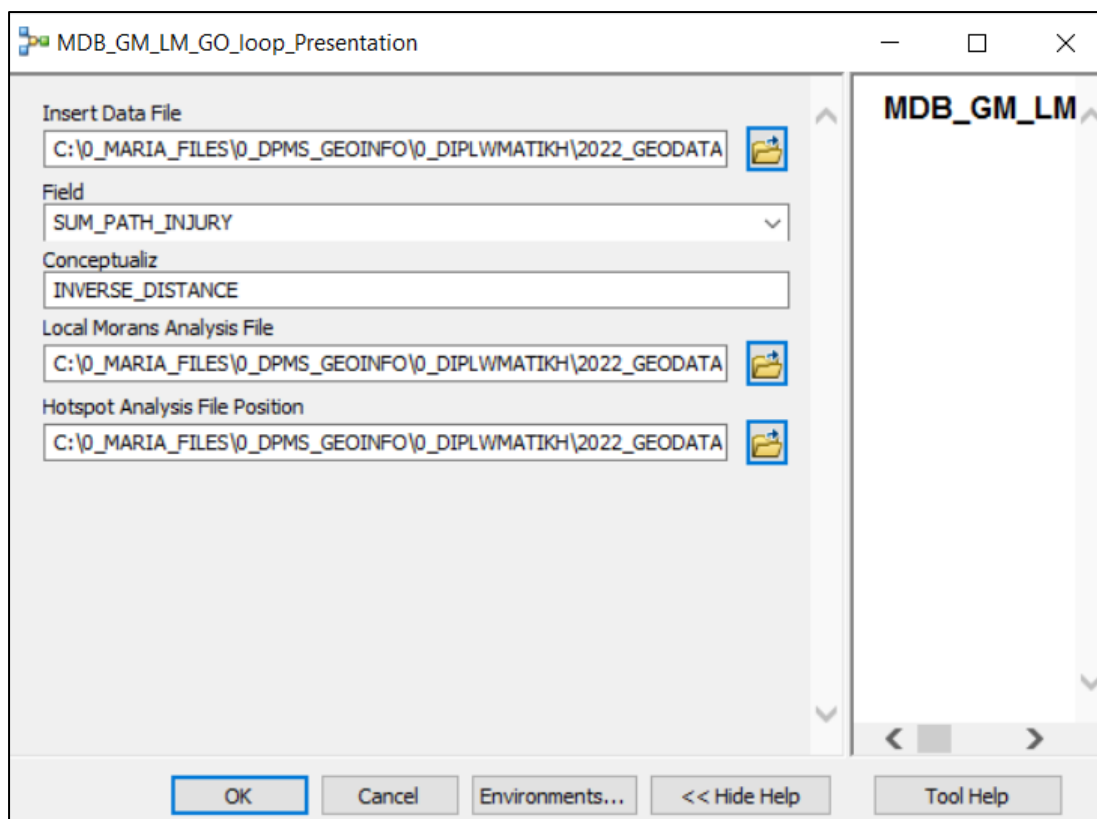 MDB_GM_LM_GO_loop_Presentation
Insert Data File
C:\0_MARIA_FILES\0_DPMS_GEOINFO\0_DIPLWMATIKH\2022_GEODATA
Field
SUM_PATH_INJURY
Conceptualiz
INVERSE_DISTANCE
Local Morans Analysis File
C:\0_MARIA_FILES\0_DPMS_GEOINFO\0_DIPLWMATIKH\2022_GEODATA
Hotspot Analysis File Position
C:\0_MARIA_FILES\0_DPMS_GEOINFO\0_DIPLWMATIKH\2022_GEODATA
MDB_GM_LM
OK Cancel Environments... << Hide Help Tool Help